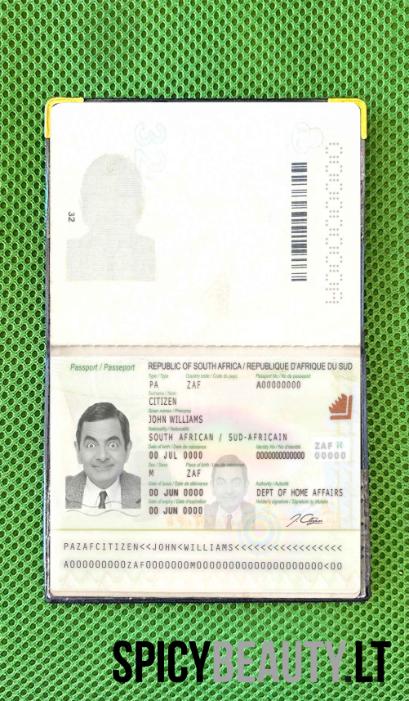 32
Passport / Passeport
REPUBLIC OF SOUTH AFRICA / REPUBLIQUE D'AFRIQUE DU SUD
Type / Type Country code / Code du pays Passport No / No de passeport
PA ZAF A00000000
Surname / Nom
CITIZEN
Given names / Prénoms
JOHN WILLIAMS
Nationality / Nationalité
SOUTH AFRICAN / SUD-AFRICAIN
Date of birth / Date de naissance Identity No
00 JUL 0000 0000000000000
ZAF
00000
Sex / Sexe Place of birth / Lieu de naissance
M ZAF
Date of issue / Date de délivrance Authority / Autorité
00 JUN 0000 DEPT OF HOME AFFAIRS
Date of expiry / Date d'expiration Holder's signature / Signature du titulaire
00 JUN 0000
PAZAFCITIZEN<<JOHN<WILLIAMS<<<<<<<<<<<<<<<<<
A000000000ZAF0000000M0000000000000000000000<00
SPICYBEAUTY.LT